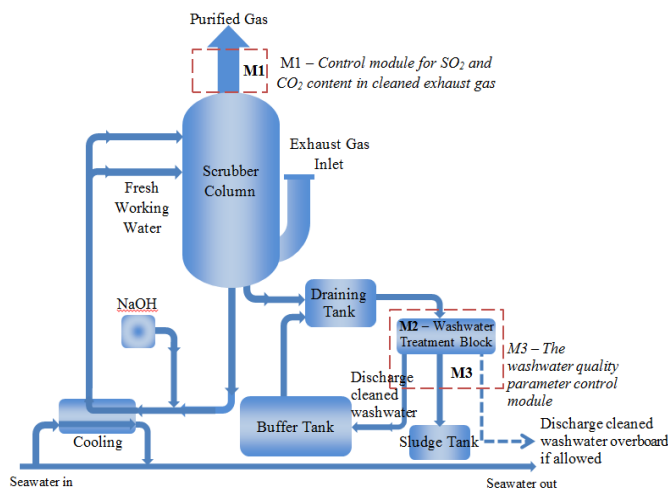 Purified Gas
M1
M1 – Control module for SO2 and
CO2 content in cleaned exhaust gas
Exhaust Gas
Inlet
Scrubber
Column
Fresh
Working
Water
NaOH
Draining
Tank
M2 – Washwater
Treatment Block
M3
M3 – The
washwater quality
parameter control
module
Discharge
cleaned
washwater
Buffer Tank
Sludge Tank
Discharge cleaned
washwater overboard
if allowed
Cooling
Seawater in
Seawater out